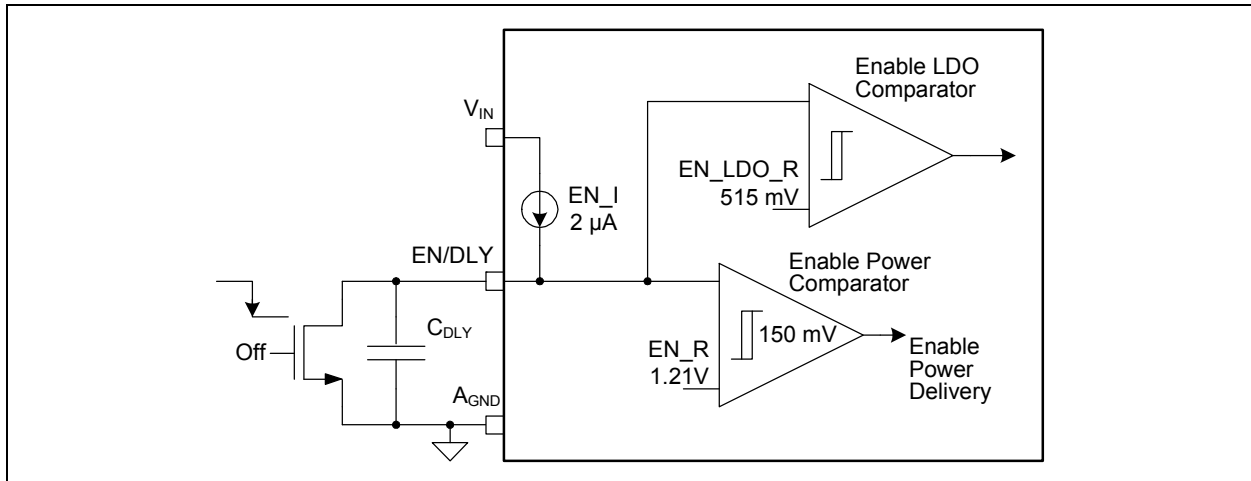 Enable LDO
Comparator
VIN
EN_LDO_R
515 mV
EN_I
2 µA
EN/DLY
Enable Power
Comparator
CDLY
Off
150 mV
EN_R
1.21V
Enable
Power
Delivery
AGND